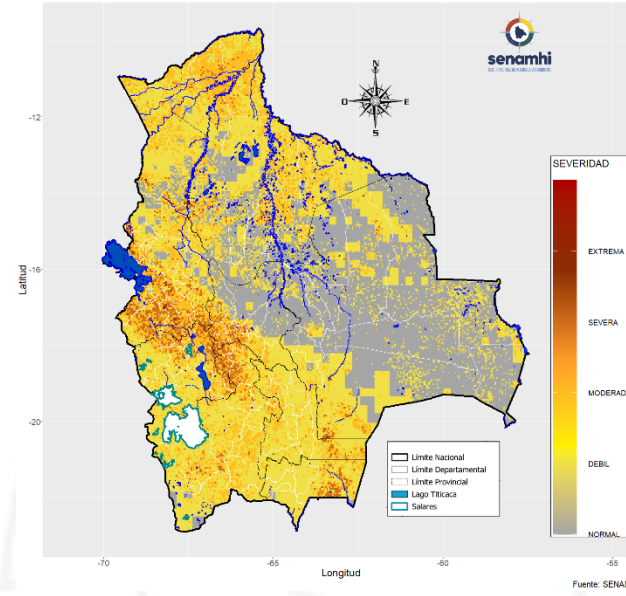 senamhi
N
O
E
S
-12
-16
-20
Latitud
-70
-65
-60
-55
Longitud
SEVERIDAD
EXTREMA
SEVERA
MODERAD
DEBIL
NORMAL
Límite Nacional
Límite Departamental
Límite Provincial
Lago Titicaca
Salares
Fuente: SENAI